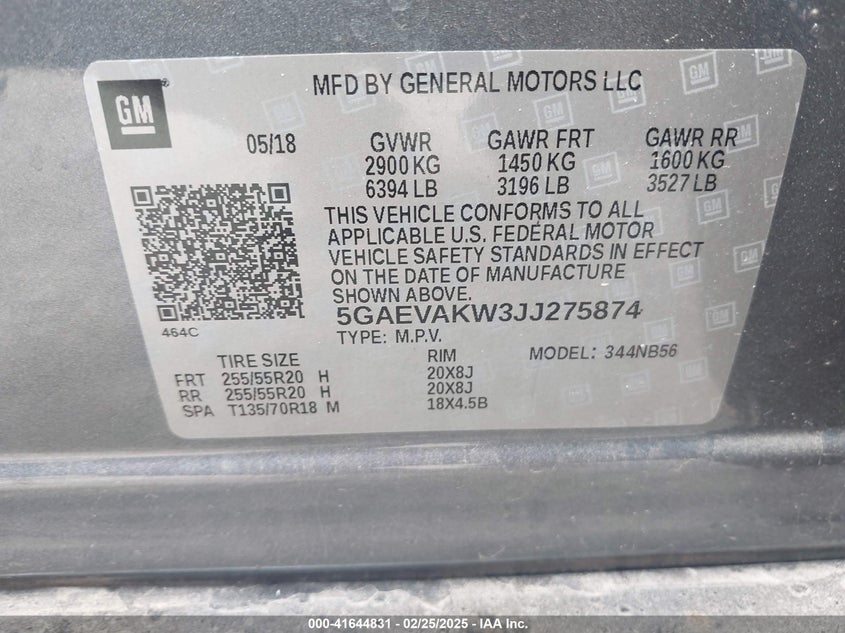 GM
MFD BY GENERAL MOTORS LLC
05/18 GVWR GAWR FRT GAWR RR
2900 KG 1450 KG 1600 KG
6394 LB 3196 LB 3527 LB
THIS VEHICLE CONFORMS TO ALL
APPLICABLE U.S. FEDERAL MOTOR
VEHICLE SAFETY STANDARDS IN EFFECT
ON THE DATE OF MANUFACTURE
SHOWN ABOVE.
464C
5GAEVAKW3JJ275874
TYPE: M.P.V.
TIRE SIZE RIM MODEL: 344NB56
FRT 255/55R20 H 20X8J
RR 255/55R20 H 20X8J
SPA T135/70R18 M 18X4.5B
000-41644831 - 02/25/2025 - IAA Inc.